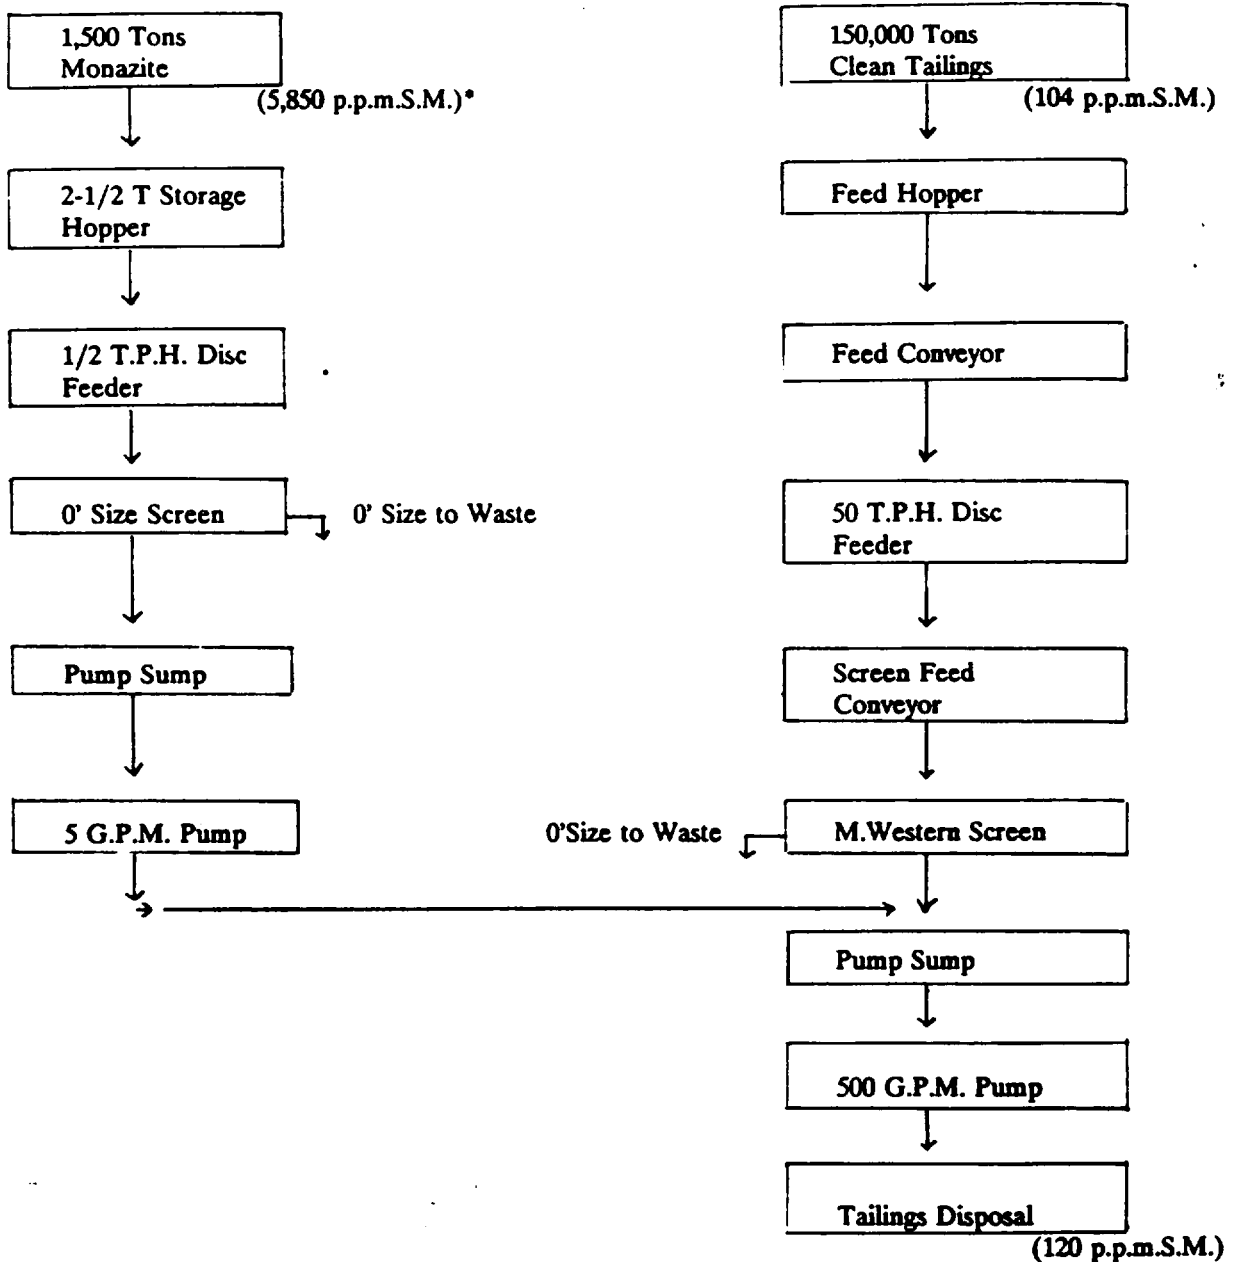 1,500 Tons
Monazite
(5,850 p.p.m.S.M.)*
2-1/2 T Storage
Hopper
1/2 T.P.H. Disc
Feeder
0' Size Screen
0' Size to Waste
Pump Sump
5 G.P.M. Pump
150,000 Tons
Clean Tailings
(104 p.p.m.S.M.)
Feed Hopper
Feed Conveyor
50 T.P.H. Disc
Feeder
Screen Feed
Conveyor
0'Size to Waste
M.Western Screen
Pump Sump
500 G.P.M. Pump
Tailings Disposal
(120 p.p.m.S.M.)